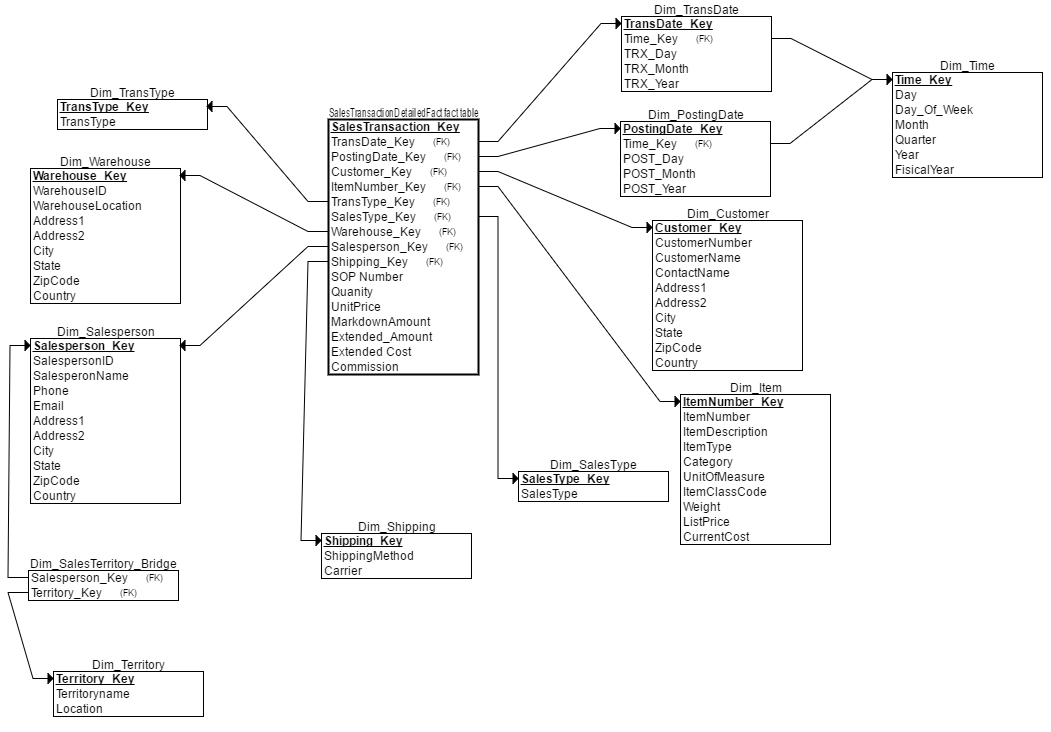 Dim_TransType
TransType_Key
TransType
Dim_Warehouse
Warehouse_Key
WarehouseID
WarehouseLocation
Address1
Address2
City
State
ZipCode
Country
Dim_Salesperson
Salesperson_Key
SalespersonID
SalesperonName
Phone
Email
Address1
Address2
City
State
ZipCode
Country
Dim_SalesTerritory_Bridge
Salesperson_Key (FK)
Territory_Key (FK)
Dim_Territory
Territory_Key
Territoryname
Location
SalesTransactionDetailedFact fact table
SalesTransaction_Key
TransDate_Key (FK)
PostingDate_Key (FK)
Customer_Key (FK)
ItemNumber_Key (FK)
TransType_Key (FK)
SalesType_Key (FK)
Warehouse_Key (FK)
Salesperson_Key (FK)
Shipping_Key (FK)
SOP Number
Quanity
UnitPrice
MarkdownAmount
Extended_Amount
Extended Cost
Commission
Dim_Shipping
Shipping_Key
ShippingMethod
Carrier
Dim_SalesType
SalesType_Key
SalesType
Dim_TransDate
TransDate_Key
Time_Key (FK)
TRX_Day
TRX_Month
TRX_Year
Dim_PostingDate
PostingDate_Key
Time_Key (FK)
POST_Day
POST_Month
POST_Year
Dim_Customer
Customer_Key
CustomerNumber
CustomerName
ContactName
Address1
Address2
City
State
ZipCode
Country
Dim_Item
ItemNumber_Key
ItemNumber
ItemDescription
ItemType
Category
UnitOfMeasure
ItemClassCode
Weight
ListPrice
CurrentCost
Dim_Time
Time_Key
Day
Day_Of_Week
Month
Quarter
Year
FisicalYear